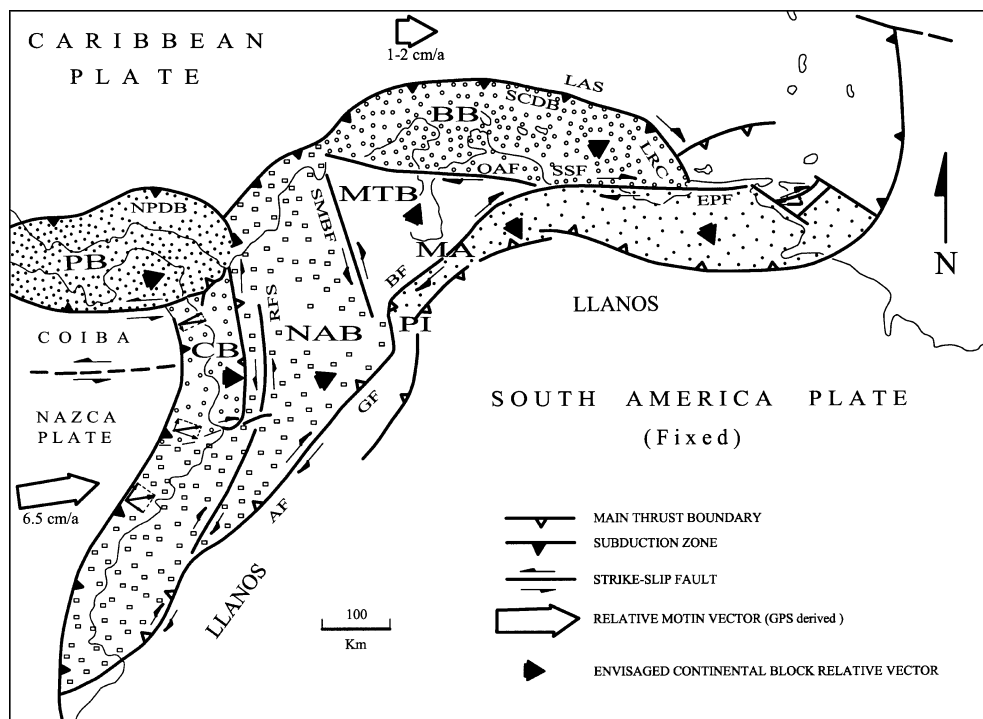 CARIBBEAN
PLATE
1-2 cm/a
LAS
SCDB
BB
LRC
OAF
SSF
MTB
SMBF
NPDB
PB
EPF
MA
BF
RFS
PI
N
LLANOS
COIBA
CB
NAB
GF
NAZCA
PLATE
SOUTH AMERICA PLATE
(Fixed)
6.5 cm/a
AF
LLANOS
100
Km
MAIN THRUST BOUNDARY
SUBDUCTION ZONE
STRIKE-SLIP FAULT
RELATIVE MOTIN VECTOR (GPS derived )
ENVISAGED CONTINENTAL BLOCK RELATIVE VECTOR